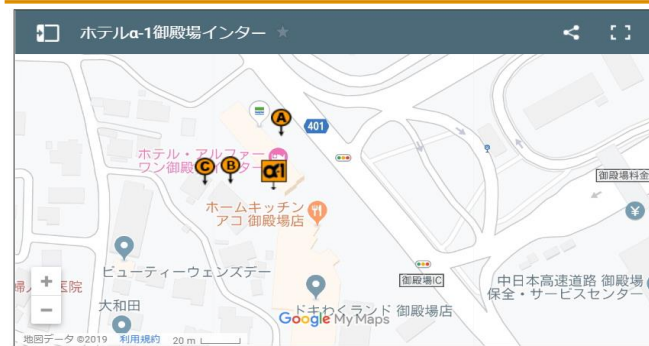 ホテルα-1御殿場インター
A
401
ホテル・アルファー
ワン御殿
C
B
α1
御殿場料金
ホームキッチン
アコ 御殿場店
ビューティーウェンズデー
御殿場IC
中日本高速道路 御殿場
保全・サービスセンター
医院
大和田
ドキわくランド 御殿場店
Google My Maps
地図データ ©2019 利用規約 20 m